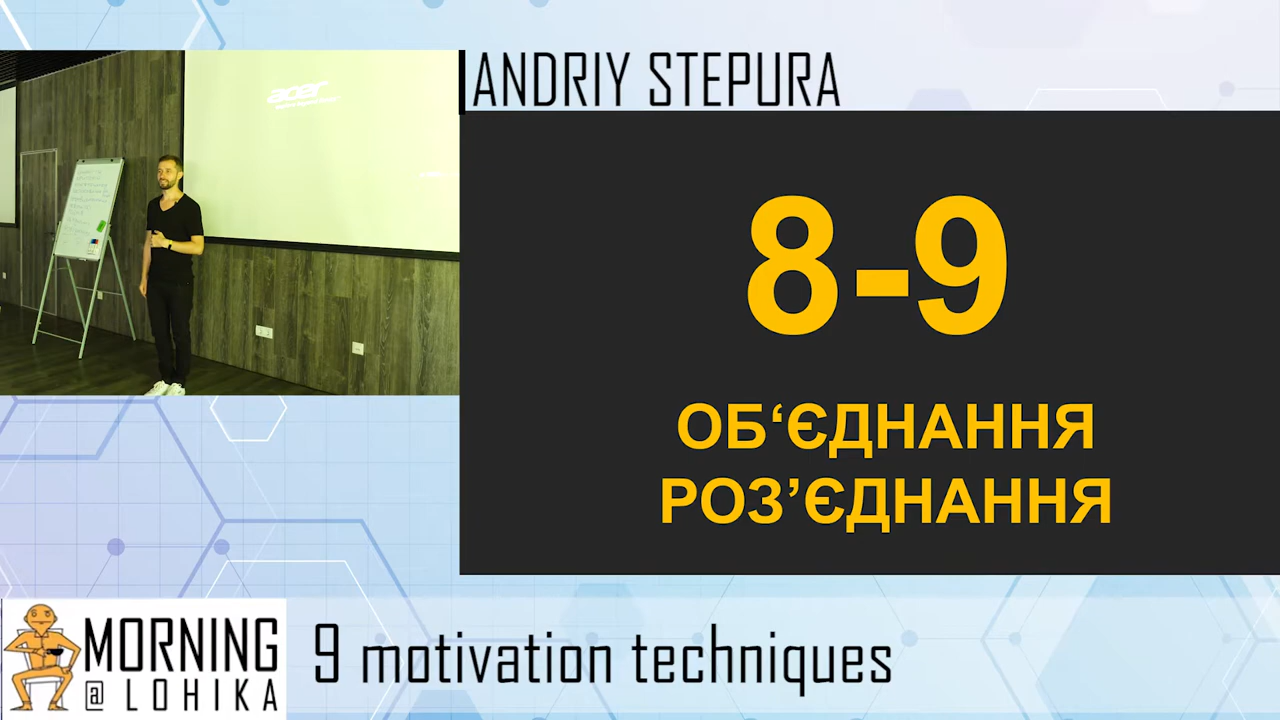 acer
ANDRIY STEPURA
8-9
ОБ‘ЄДНАННЯ
РОЗ’ЄДНАННЯ
MORNING
@ LOHIKA
9 motivation techniques